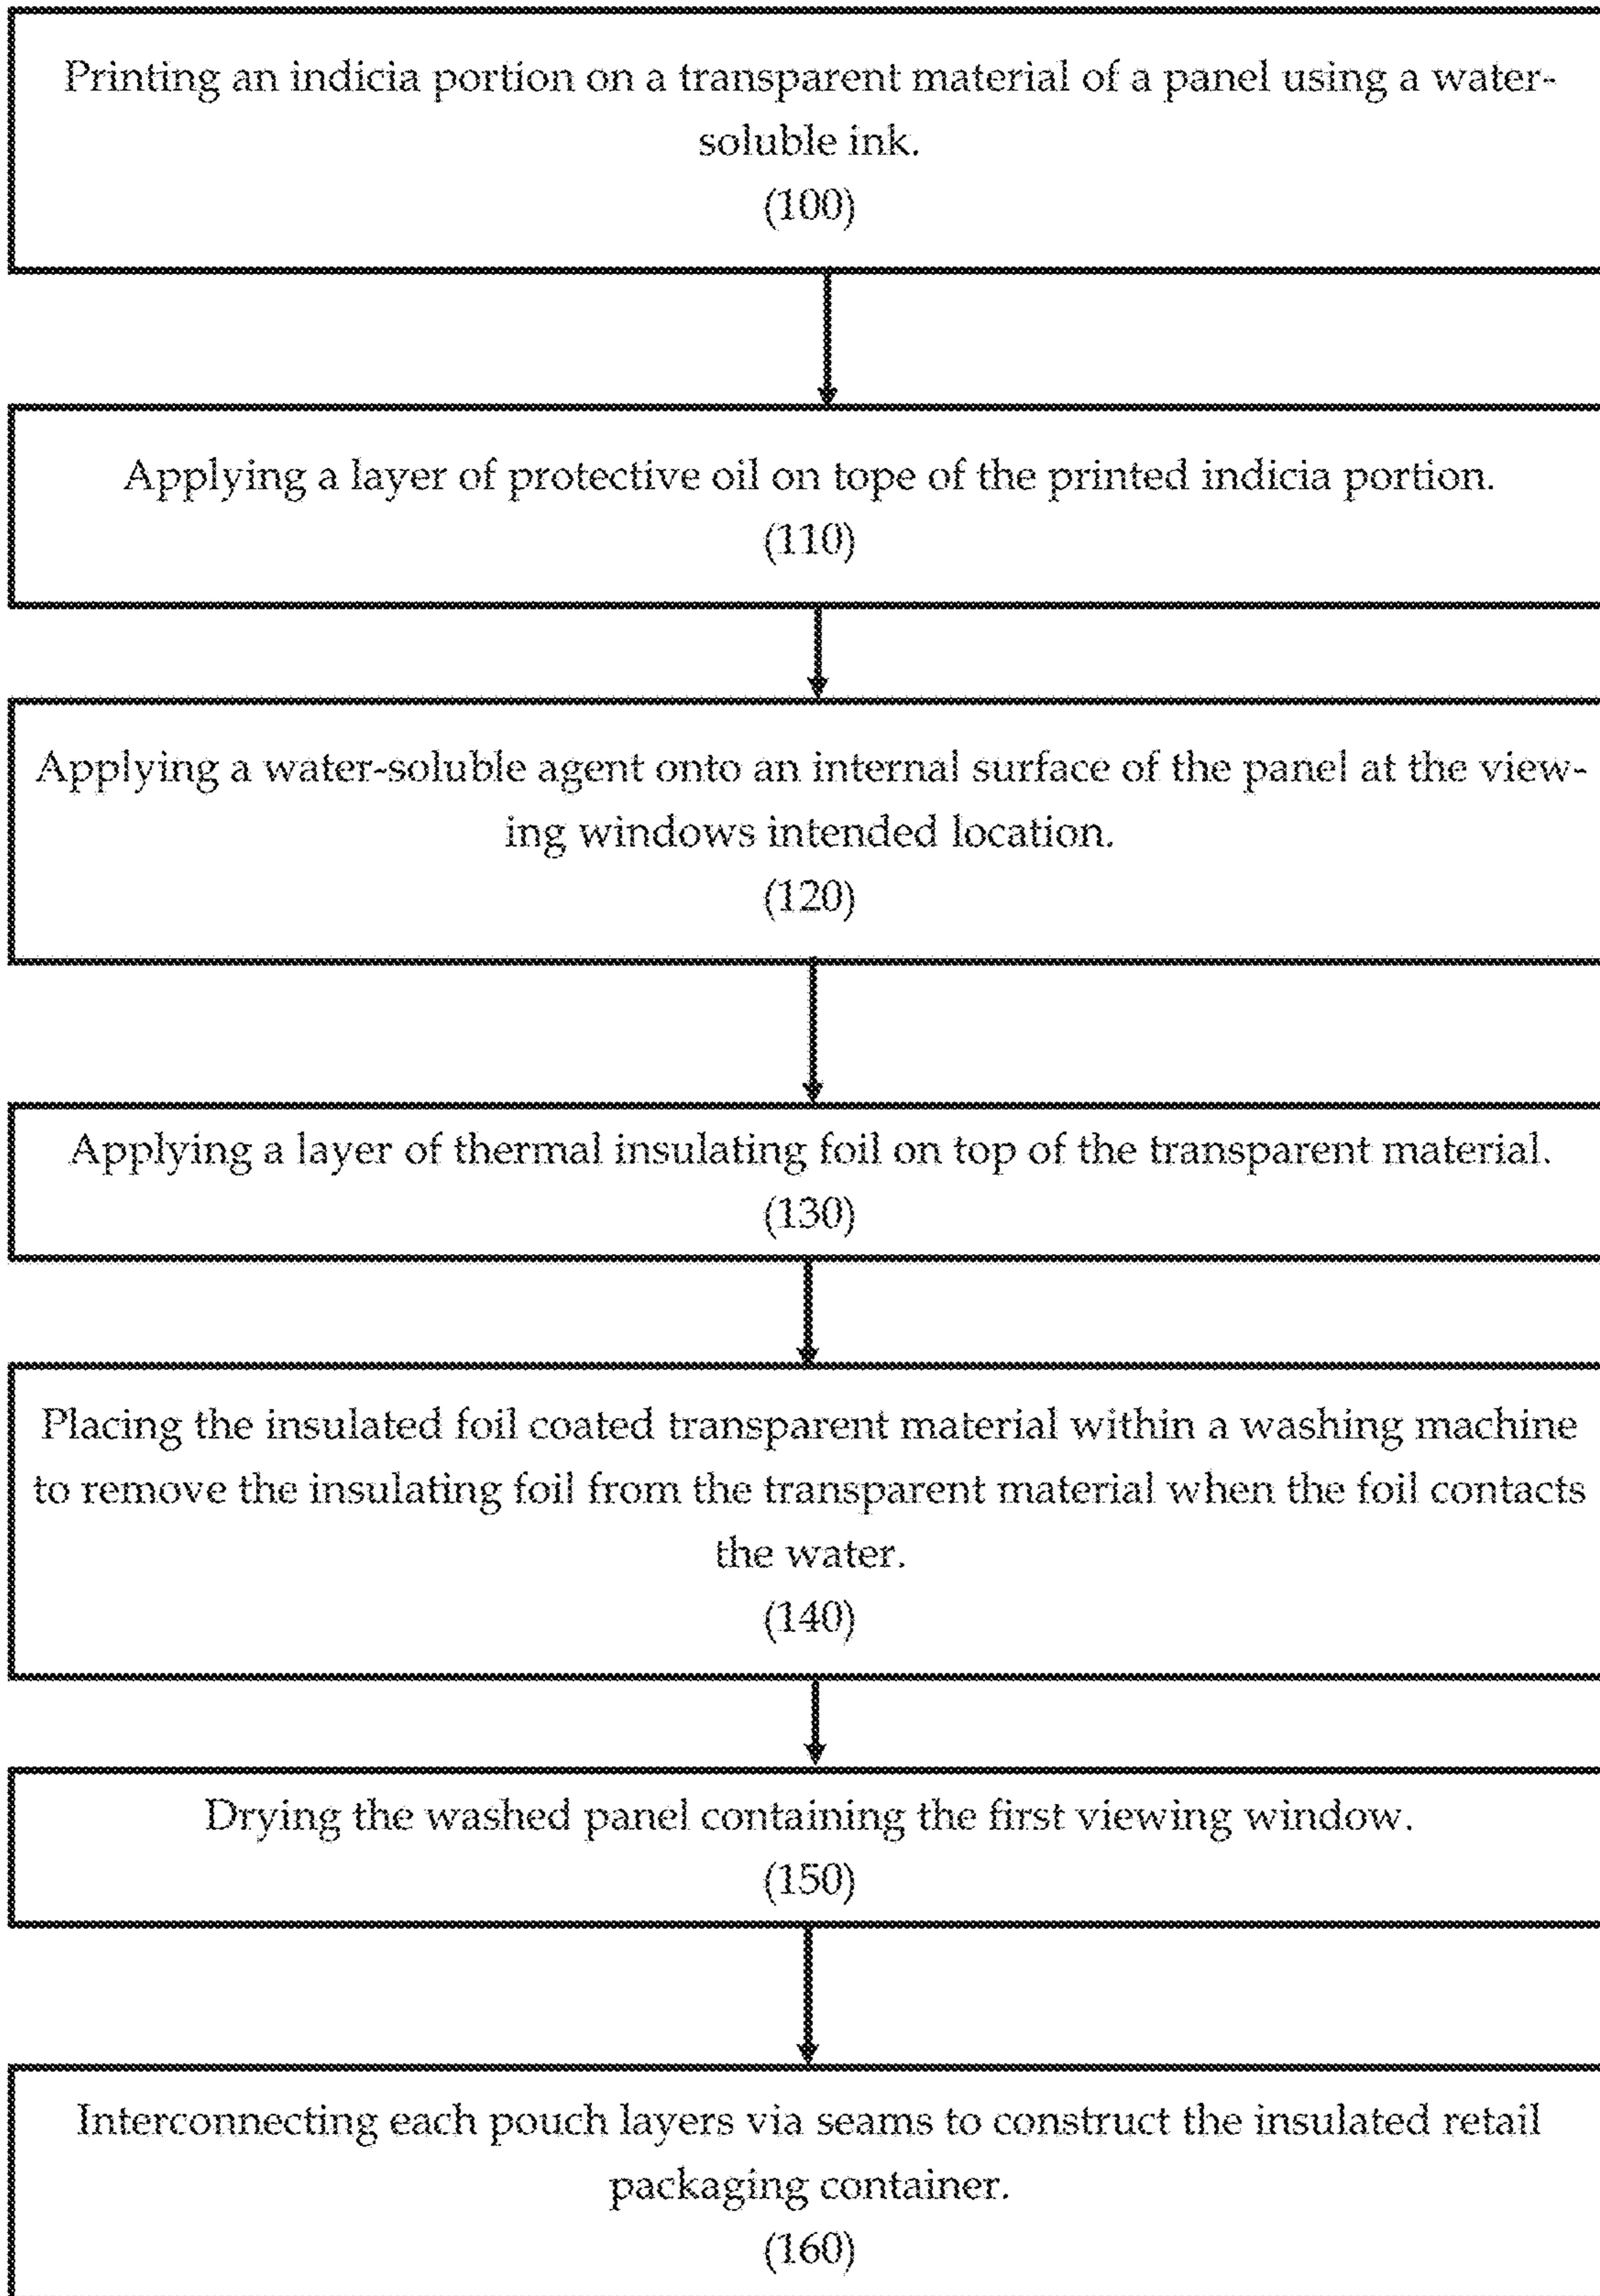 Printing an indicia portion on a transparent material of a panel using a water-
soluble ink.
(100)
Applying a layer of protective oil on tope of the printed indicia portion.
(110)
Applying a water-soluble agent onto an internal surface of the panel at the view-
ing windows intended location.
(120)
Applying a layer of thermal insulating foil on top of the transparent material.
(130)
Placing the insulated foil coated transparent material within a washing machine
to remove the insulating foil from the transparent material when the foil contacts
the water.
(140)
Drying the washed panel containing the first viewing window.
(150)
Interconnecting each pouch layers via seams to construct the insulated retail
packaging container.
(160)